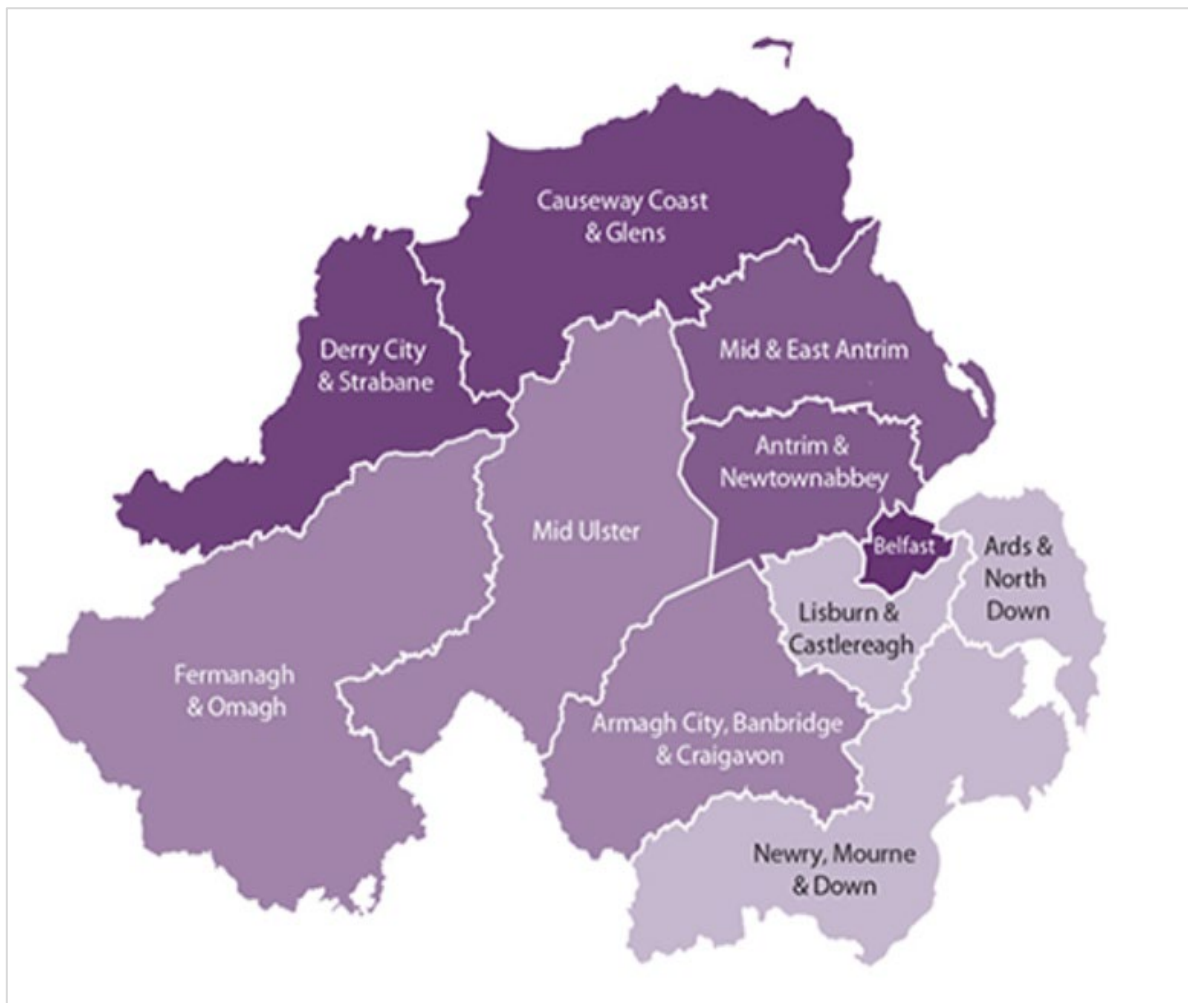 Causeway Coast
& Glens
Derry City
& Strabane
Mid & East Antrim
Antrim &
Newtownabbey
Mid Ulster
Belfast
Ards &
North
Down
Lisburn &
Castlereagh
Fermanagh
& Omagh
Armagh City, Banbridge
& Craigavon
Newry, Mourne
& Down